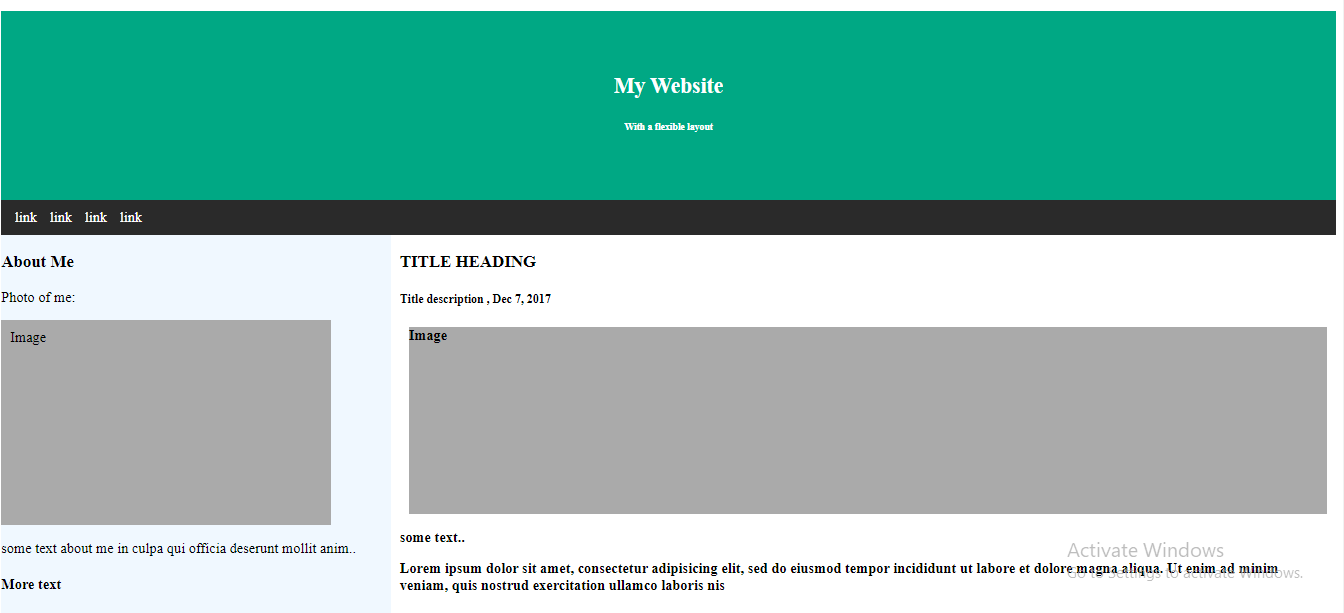 My Website
With a flexible layout
link link link link
About Me
Photo of me:
Image
some text about me in culpa qui officia deserunt mollit anim..
More text
TITLE HEADING
Title description , Dec 7, 2017
Image
some text..
Lorem ipsum dolor sit amet, consectetur adipisicing elit, sed do eiusmod tempor incididunt ut labore et dolore magna aliqua. Ut enim ad minim
veniam, quis nostrud exercitation ullamco laboris nis
Activate Windows
Go to Settings to activate Windows.